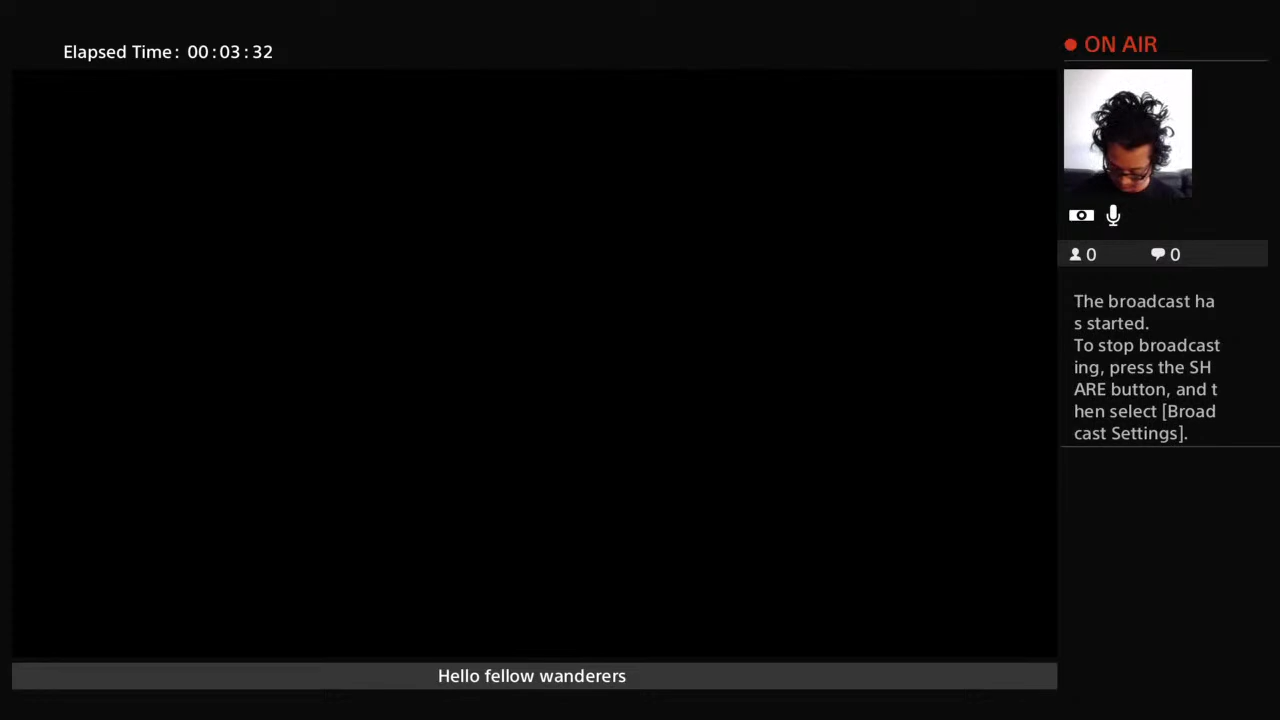 Elapsed Time: 00:03:32
ON AIR
0 0
The broadcast ha
s started.
To stop broadcast
ing, press the SH
ARE button, and t
hen select [Broad
cast Settings].
Hello fellow wanderers